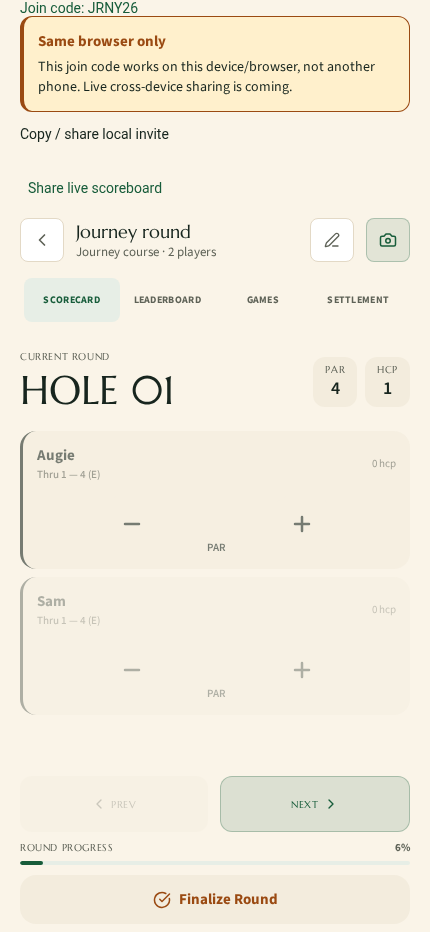 Join code: JRNY26
Same browser only
This join code works on this device/browser, not another
phone. Live cross-device sharing is coming.
Copy / share local invite
Share live scoreboard
Journey round
Journey course · 2 players
SCORECARD LEADERBOARD GAMES SETTLEMENT
CURRENT ROUND
HOLE 01
PAR
4
HCP
1
Augie
Thru 1 — 4 (E)
0 hcp
− +
PAR
Sam
Thru 1 — 4 (E)
0 hcp
− +
PAR
PREV
NEXT
ROUND PROGRESS 6%
Finalize Round